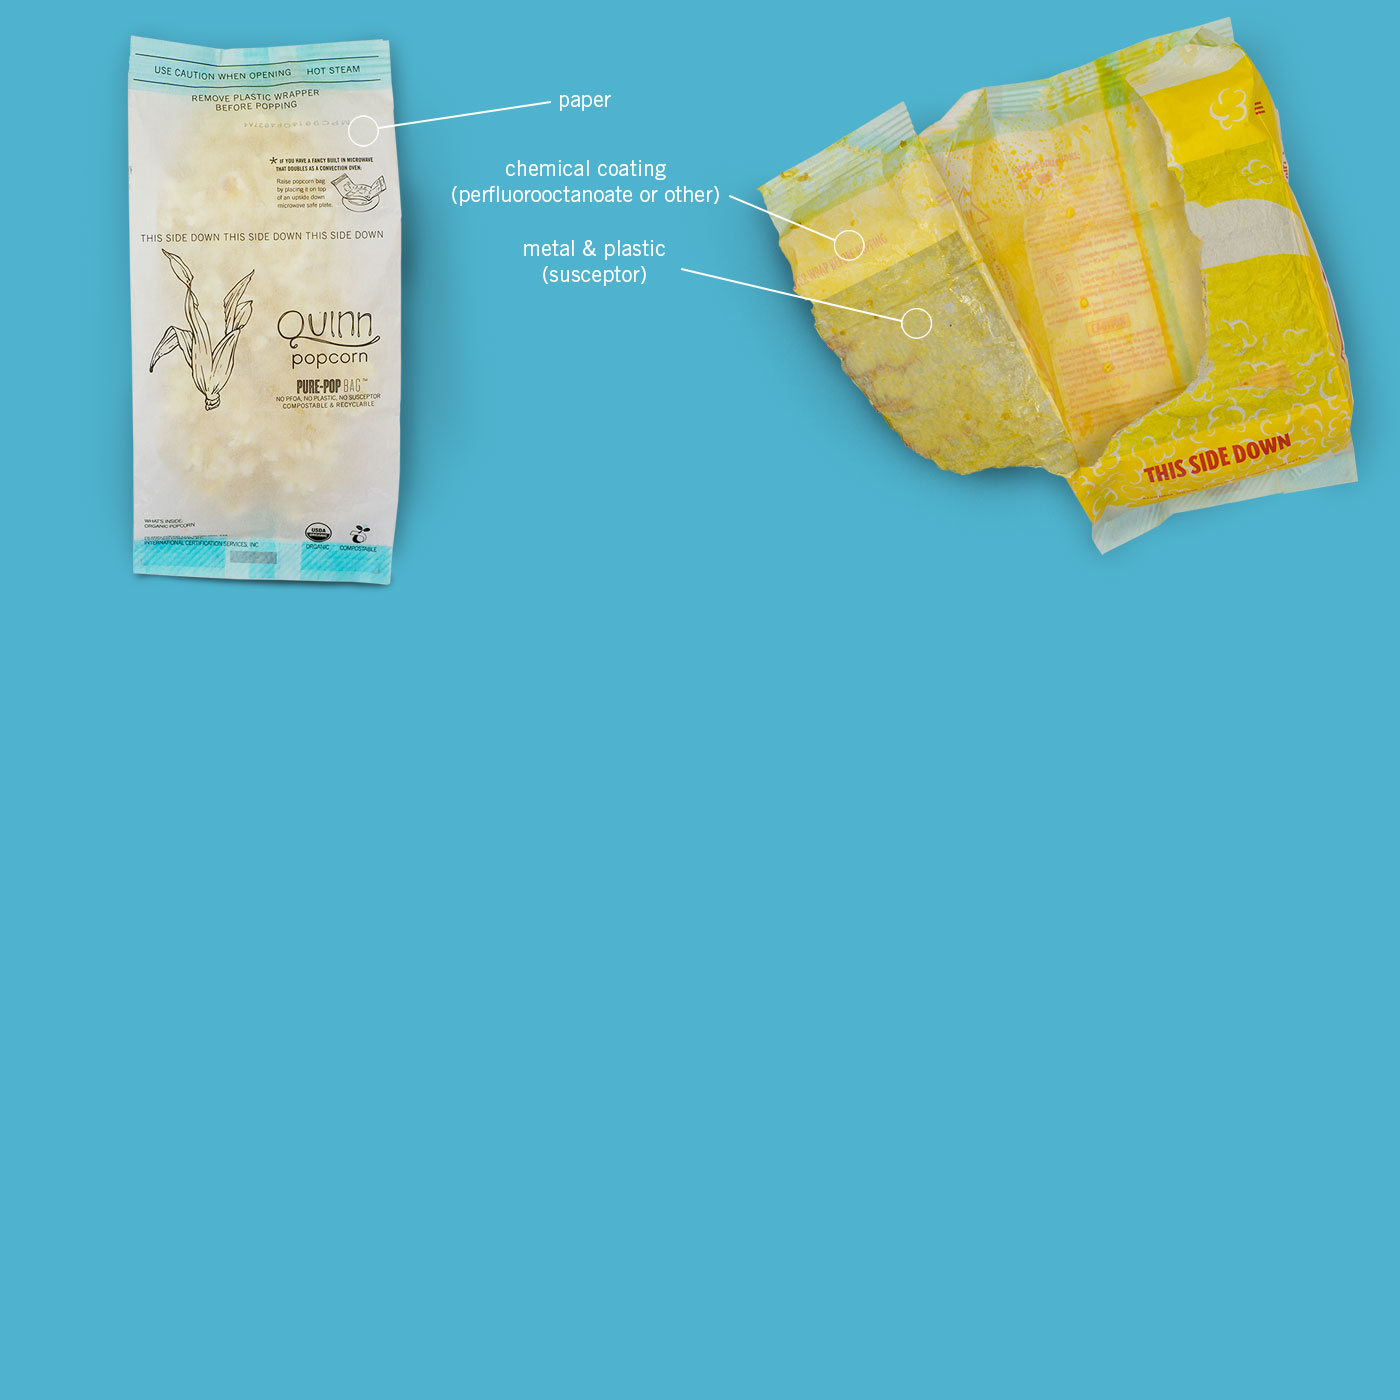 USE CAUTION WHEN OPENING HOT STEAM
REMOVE PLASTIC WRAPPER
BEFORE POPPING
* IF YOU HAVE A FANCY BUILT IN MICROWAVE
THAT DOUBLES AS A CONVECTION OVEN:
Raise popcorn bag
by placing it on top
of an upside down
microwave safe plate.
THIS SIDE DOWN THIS SIDE DOWN THIS SIDE DOWN
Quinn
popcorn
PURE-POP BAG™
NO PFOA, NO PLASTIC, NO SUSCEPTOR
COMPOSTABLE & RECYCLABLE
WHAT'S INSIDE:
ORGANIC POPCORN
INTERNATIONAL CERTIFICATION SERVICES, INC
USDA
ORGANIC
ORGANIC
COMPOSTABLE
paper
chemical coating
(perfluorooctanoate or other)
metal & plastic
(susceptor)
THIS SIDE DOWN